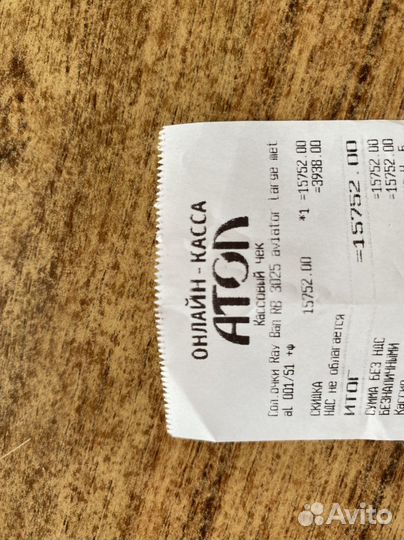 ОНЛАЙН - КАССА
АТОЛ
Кассовый чек
Сол.очки Ray Ban RB 3025 aviator large met
al 001/51 +ф
15752.00 *1 =15752.00
СКИДКА =3938.00
НДС не облагается
ИТОГ =15752.00
СУММА БЕЗ НДС =15752.00
БЕЗНАЛИЧНЫМИ =15752.00
Avito